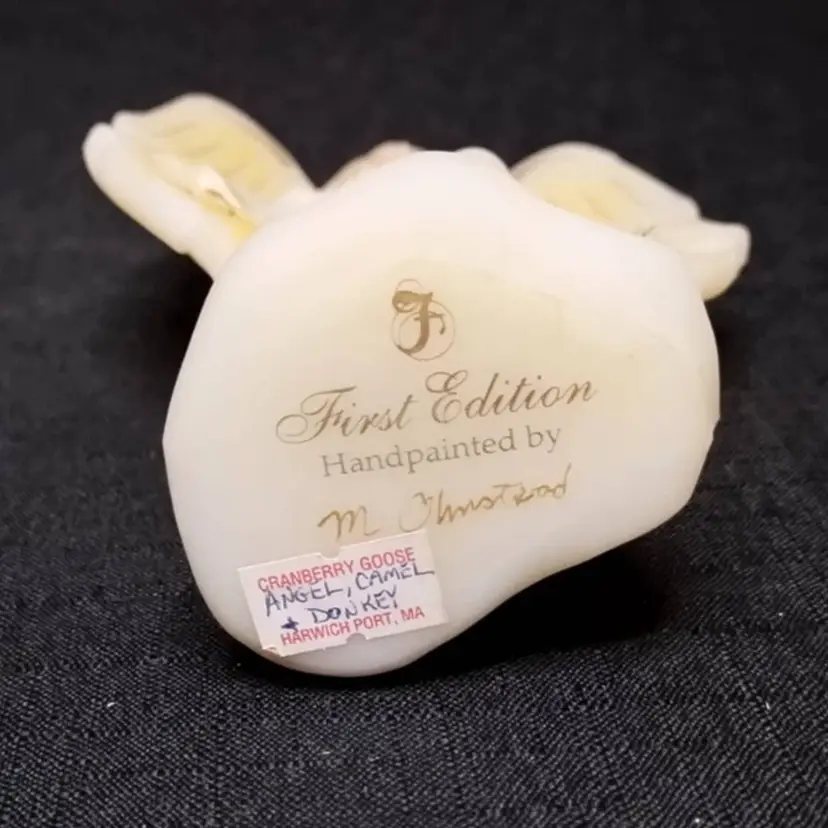 F
First Edition
Handpainted by
M Olmstead
CRANBERRY GOOSE
ANGEL, CAMEL
+ DONKEY
HARWICH PORT, MA